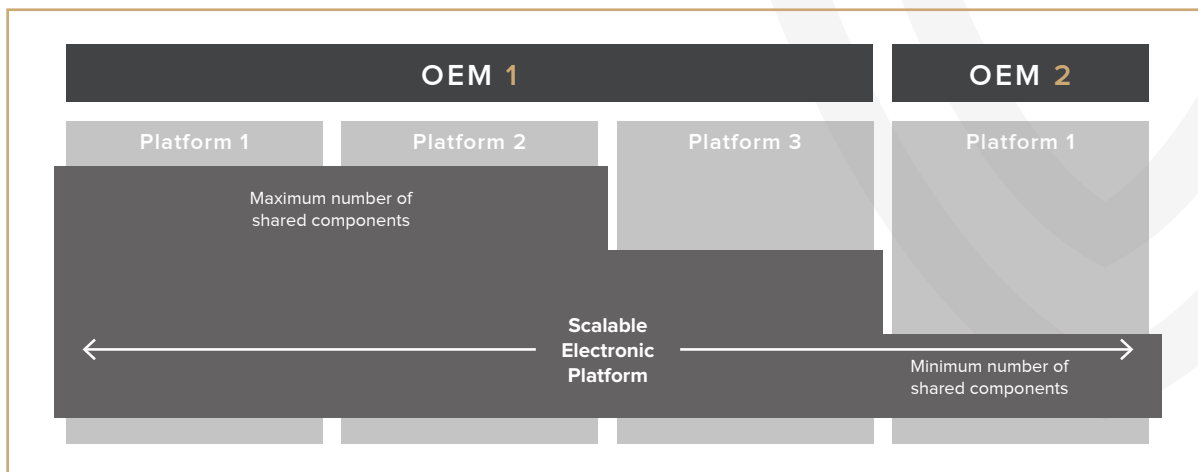 OEM 1
OEM 2
Platform 1
Platform 2
Platform 3
Platform 1
Maximum number of
shared components
Scalable
Electronic
Platform
Minimum number of
shared components